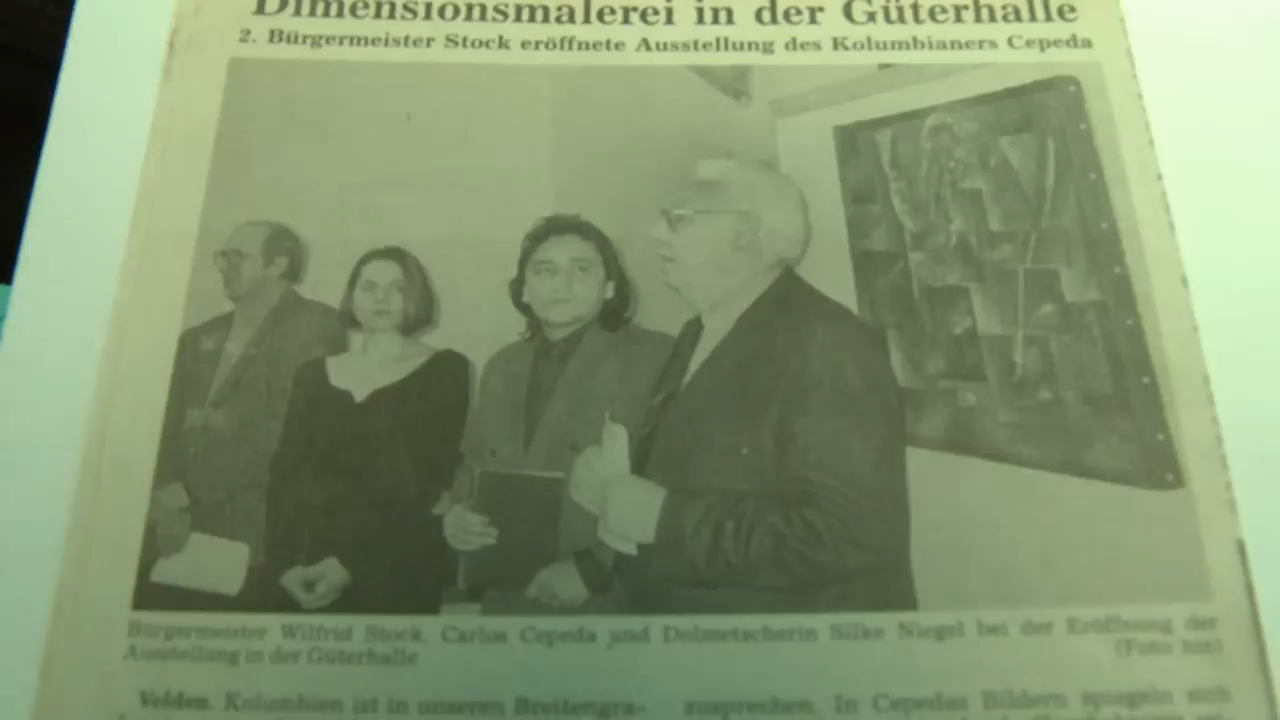 Dimensionsmalerei in der Güterhalle
2. Bürgermeister Stock eröffnete Ausstellung des Kolumbianers Cepeda
Bürgermeister Wilfrid Stock, Carlos Cepeda und Dolmetscherin Silke Niegel bei der Eröffnung der
Ausstellung in der Güterhalle (Foto
Velden. Kolumbien ist in unseren Breitengra-
zusprechen. In Cepedas Bildern spiegeln sich